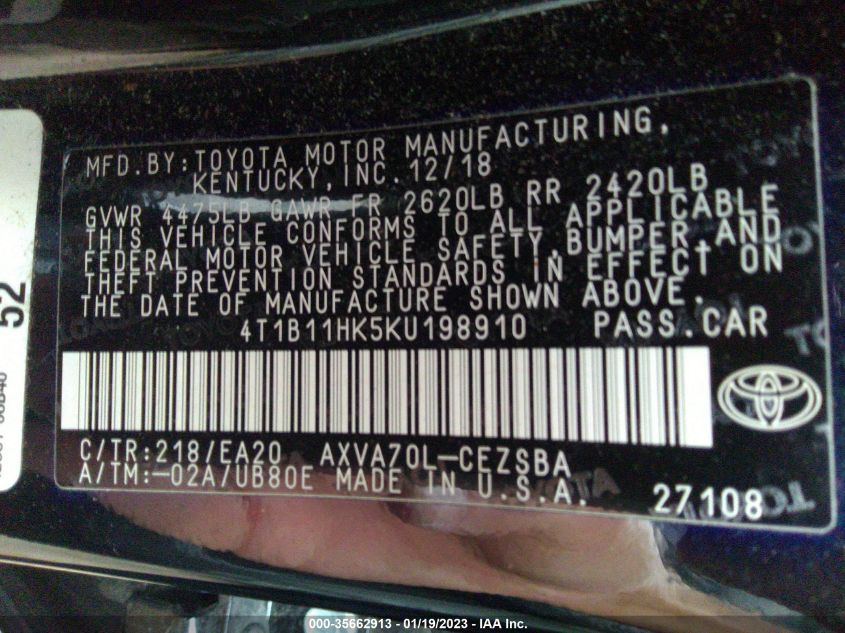 MFD.BY:TOYOTA MOTOR MANUFACTURING,
KENTUCKY,INC.12/18
GVWR 4475LB GAWR FR 2620LB RR 2420LB
THIS VEHICLE CONFORMS TO ALL APPLICABLE
FEDERAL MOTOR VEHICLE SAFETY,BUMPER,AND
THEFT PREVENTION STANDARDS IN EFFECT ON
THE DATE OF MANUFACTURE SHOWN ABOVE.
4T1B11HK5KU198910 PASS.CAR
C/TR:218/EA20 AXVA70L-CEZSBA
A/TM:-02A/UB80E MADE IN U.S.A.
27108
52
000-35662913 - 01/19/2023 - IAA Inc.